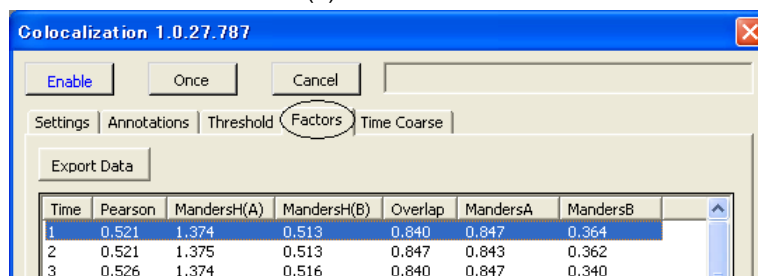 Colocalization 1.0.27.787
Enable Once Cancel
Settings Annotations Threshold Factors Time Coarse
Export Data
Time Pearson MandersH(A) MandersH(B) Overlap MandersA MandersB
1 0.521 1.374 0.513 0.840 0.847 0.364
2 0.521 1.375 0.513 0.847 0.843 0.362
3 0.526 1.374 0.516 0.840 0.847 0.340